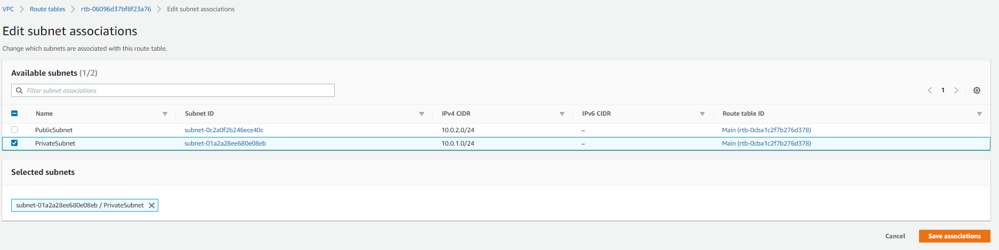 VPC > Route tables > rtb-06096d37bf8f23a76 > Edit subnet associations
Edit subnet associations
Change which subnets are associated with this route table.
Available subnets (1/2)
Filter subnet associations
1
Name Subnet ID IPv4 CIDR IPv6 CIDR Route table ID
PublicSubnet subnet-0c2a0f2b246ece40c 10.0.2.0/24 – Main (rtb-0cba1c2f7b276d378)
PrivateSubnet subnet-01a2a28ee680e08eb 10.0.1.0/24 – Main (rtb-0cba1c2f7b276d378)
Selected subnets
subnet-01a2a28ee680e08eb / PrivateSubnet
Cancel Save associations